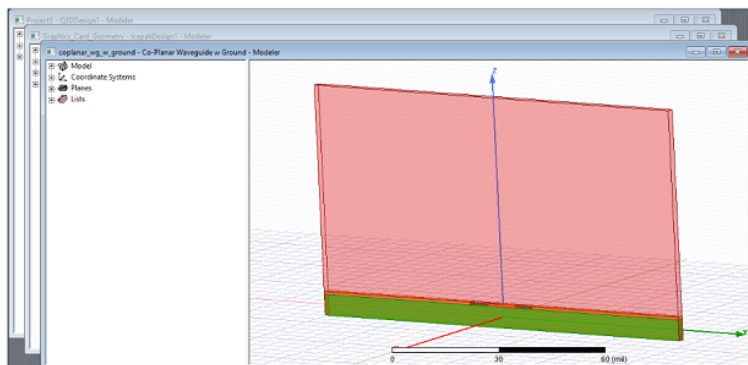 Project3 - Q3DDesign1 - Modeler
Graphics_Card_Geometry - IcepakDesign1 - Modeler
coplanar_wg_w_ground - Co-Planar Waveguide w Ground - Modeler
Model
Coordinate Systems
Planes
Lists
Z
Y
0
30
60 (mil)